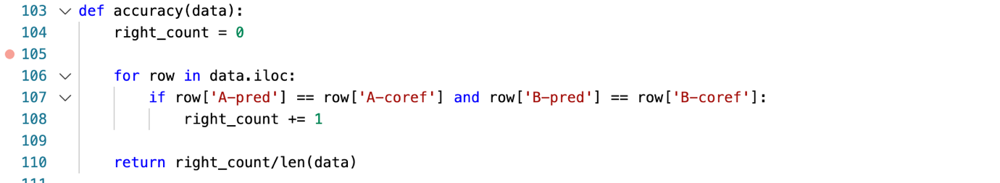 103 def accuracy(data):
104     right_count = 0
105
106     for row in data.iloc:
107         if row['A-pred'] == row['A-coref'] and row['B-pred'] == row['B-coref']:
108             right_count += 1
109
110     return right_count/len(data)
111